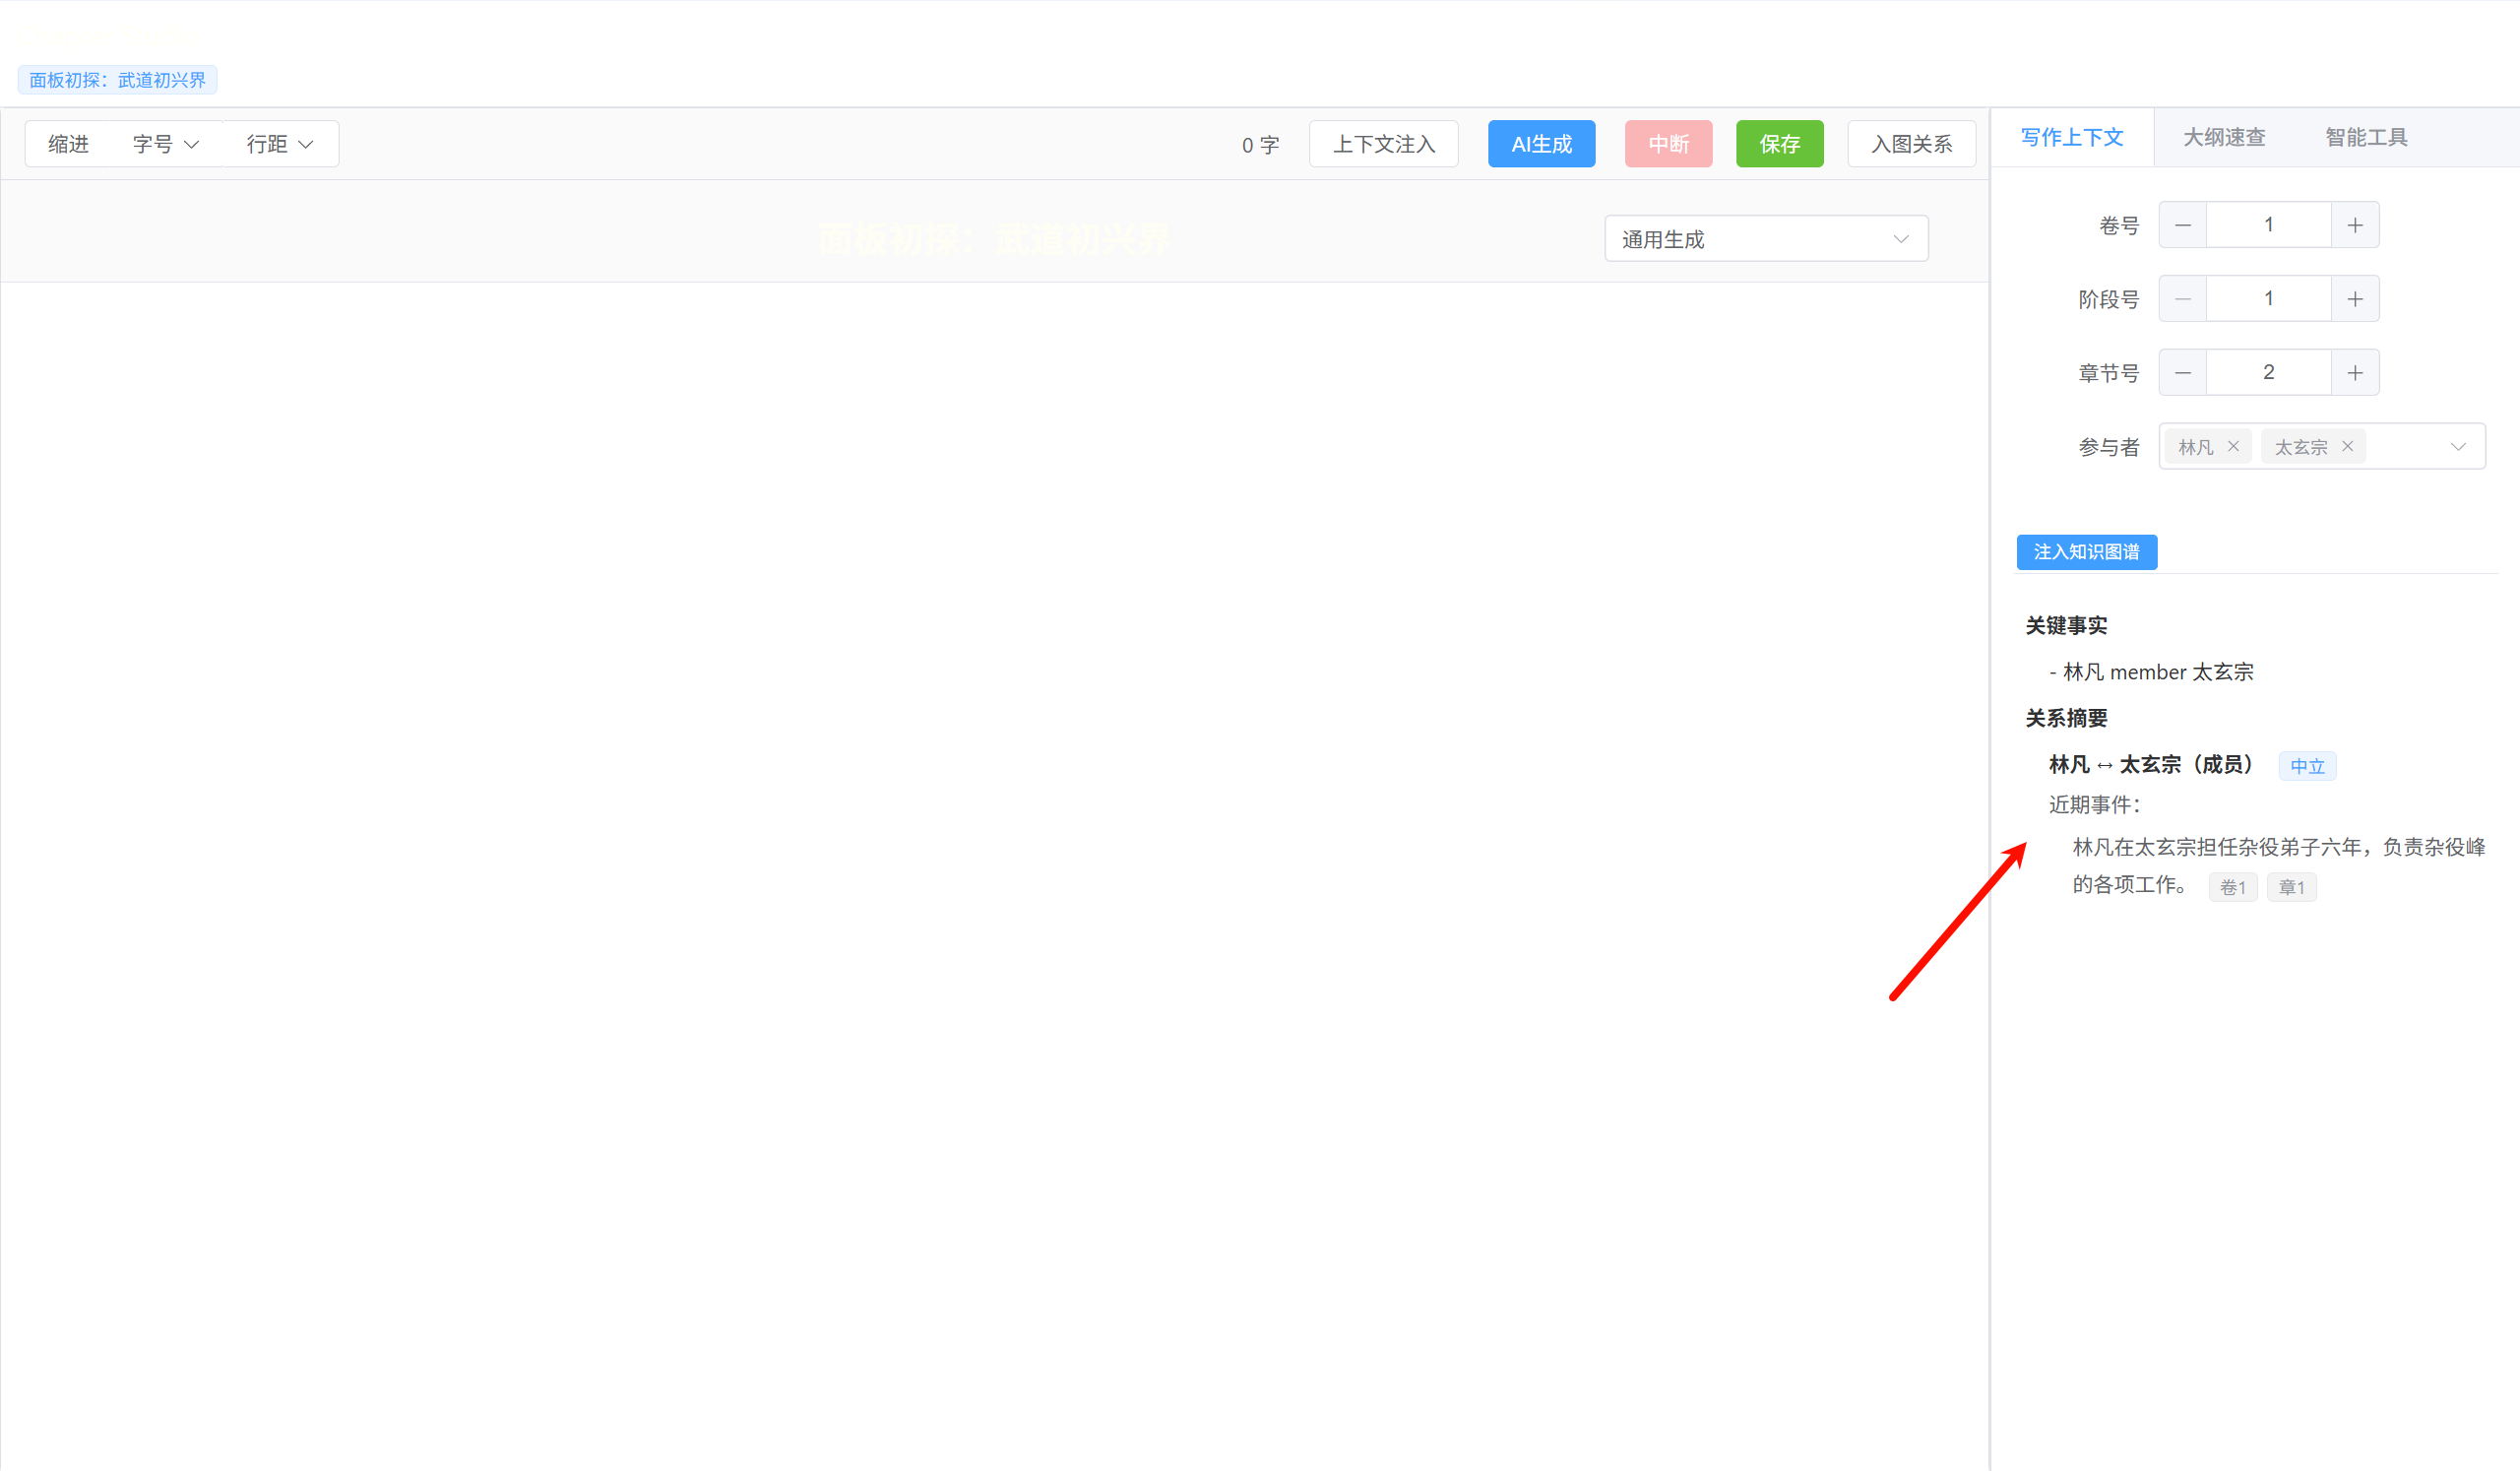 面板初探：武道初兴界
缩进 字号 行距 0 字 上下文注入 AI生成 中断 保存 入图关系
写作上下文 大纲速查 智能工具
面板初探：武道初兴界
通用生成
卷号 1
阶段号 1
章节号 2
参与者 林凡 太玄宗
注入知识图谱
关键事实
- 林凡 member 太玄宗
关系摘要
林凡 ↔ 太玄宗（成员） 中立
近期事件：
林凡在太玄宗担任杂役弟子六年，负责杂役峰
的各项工作。 卷1 章1